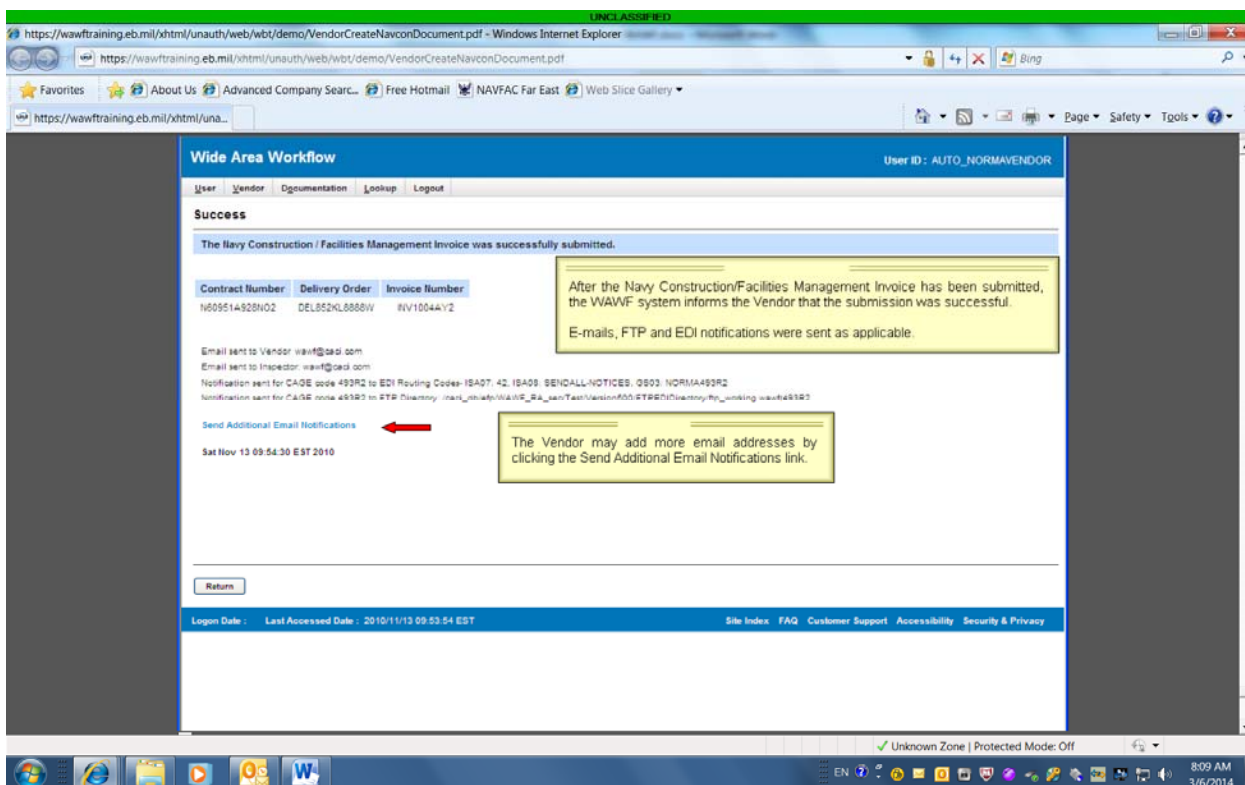 UNCLASSIFIED
https://wawftraining.eb.mil/xhtml/unauth/web/wbt/demo/VendorCreateNavconDocument.pdf - Windows Internet Explorer
https://wawftraining.eb.mil/xhtml/unauth/web/wbt/demo/VendorCreateNavconDocument.pdf
Bing
Favorites About Us Advanced Company Searc... Free Hotmail NAVFAC Far East Web Slice Gallery
https://wawftraining.eb.mil/xhtml/una...
Page Safety Tools
Wide Area Workflow
User ID : AUTO_NORMAVENDOR
User Vendor Documentation Lookup Logout
Success
The Navy Construction / Facilities Management Invoice was successfully submitted.
Contract Number Delivery Order Invoice Number
N60951A928NO2 DEL852KL8888W INV1004AY2
After the Navy Construction/Facilities Management Invoice has been submitted,
the WAWF system informs the Vendor that the submission was successful.
E-mails, FTP and EDI notifications were sent as applicable.
Email sent to Vendor: wawf@caci.com
Email sent to Inspector: wawf@caci.com
Notification sent for CAGE code 493R2 to EDI Routing Codes- ISA07: 42, ISA08: SENDALL-NOTICES, GS03: NORMA493R2
Notification sent for CAGE code 493R2 to FTP Directory
Send Additional Email Notifications
The Vendor may add more email addresses by
clicking the Send Additional Email Notifications link.
Sat Nov 13 09:54:30 EST 2010
Return
Logon Date : Last Accessed Date : 2010/11/13 09:53:54 EST
Site Index FAQ Customer Support Accessibility Security & Privacy
Unknown Zone | Protected Mode: Off
EN
8:09 AM
3/6/2014